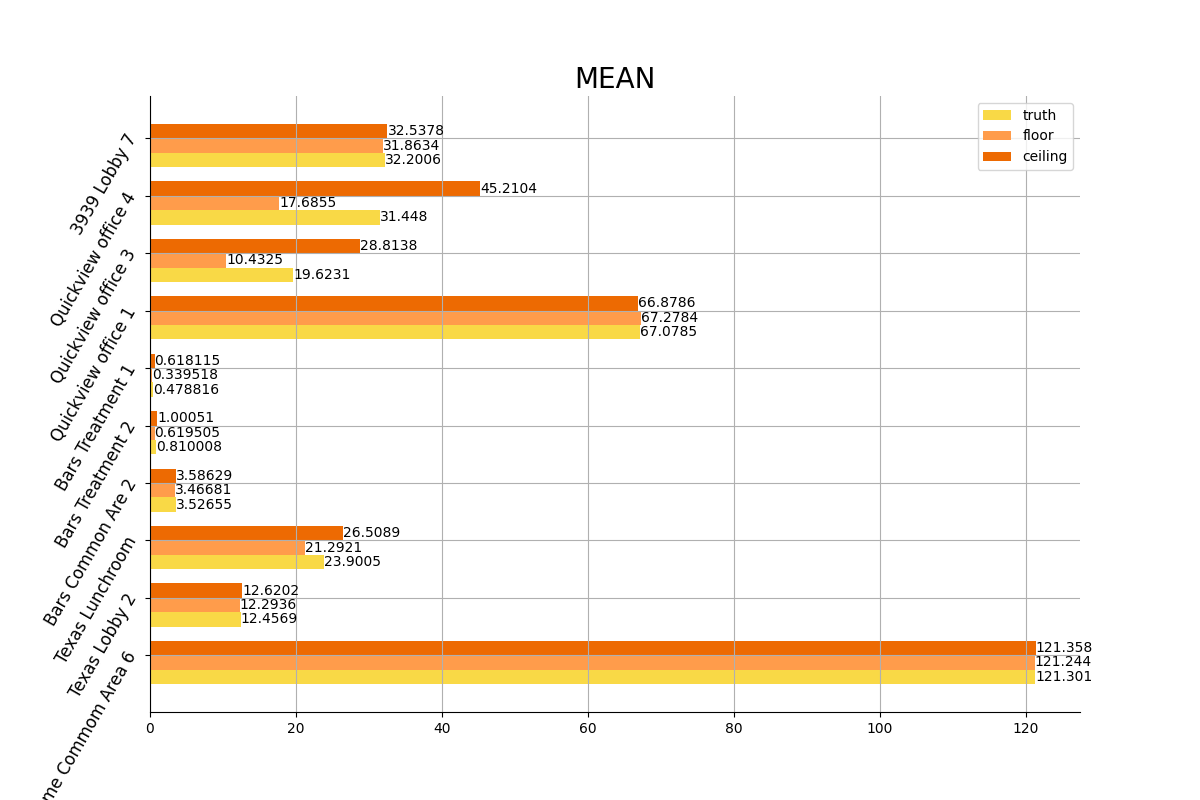 MEAN
truth
floor
ceiling
3939 Lobby 7
32.5378
31.8634
32.2006
Quickview office 4
45.2104
17.6855
31.448
Quickview office 3
28.8138
10.4325
19.6231
Quickview office 1
66.8786
67.2784
67.0785
Bars Treatment 1
0.618115
0.339518
0.478816
Bars Treatment 2
1.00051
0.619505
0.810008
Bars Common Are 2
3.58629
3.46681
3.52655
Texas Lunchroom
26.5089
21.2921
23.9005
Texas Lobby 2
12.6202
12.2936
12.4569
me Commom Area 6
121.358
121.244
121.301
0 20 40 60 80 100 120